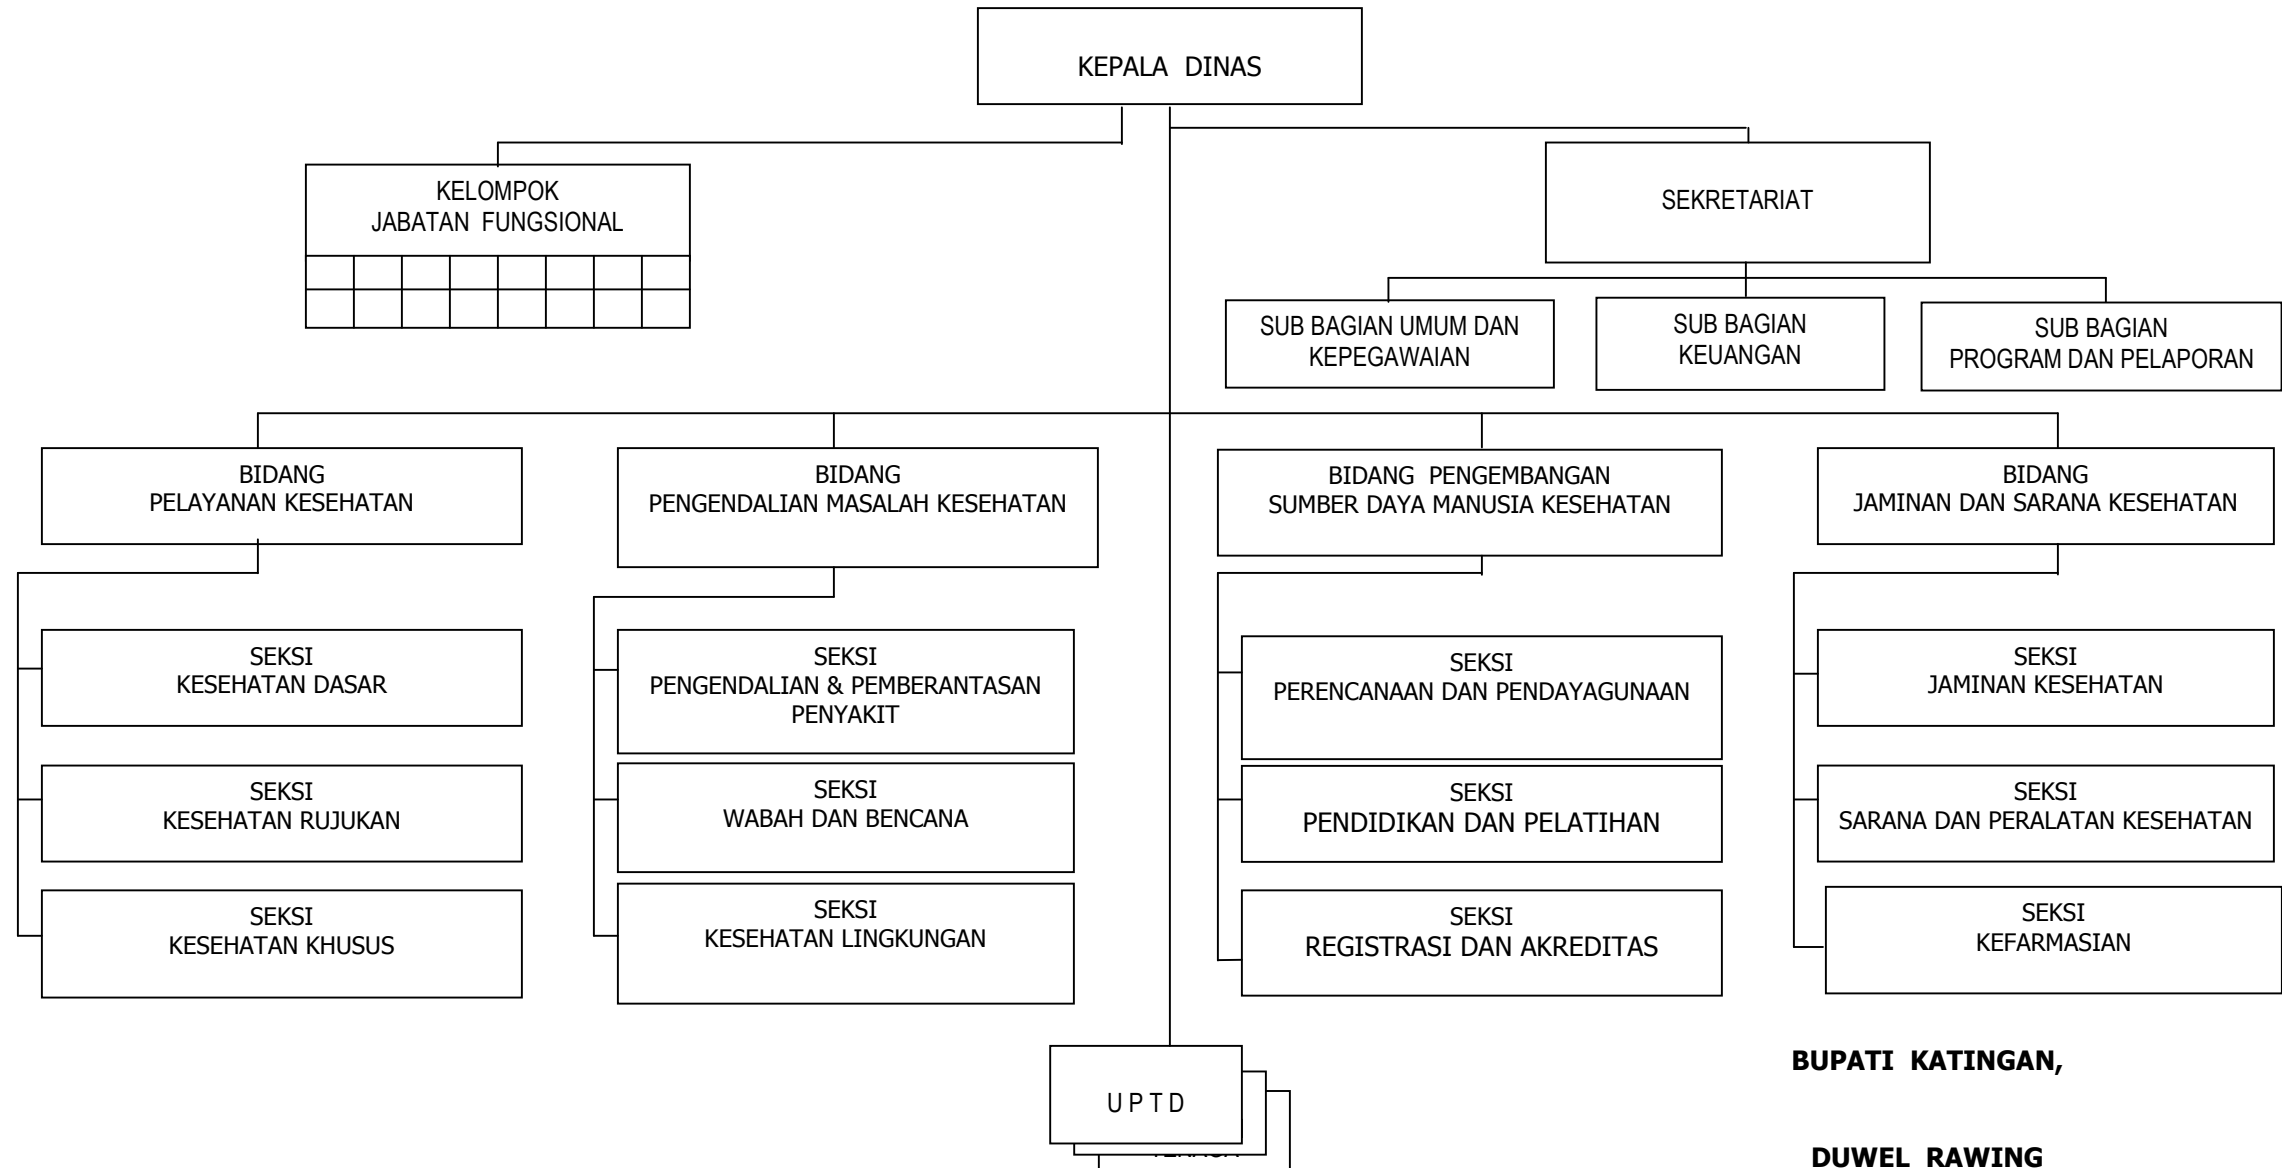 KEPALA DINAS
KELOMPOK
JABATAN FUNGSIONAL
SEKRETARIAT
SUB BAGIAN UMUM DAN
KEPEGAWAIAN
SUB BAGIAN
KEUANGAN
SUB BAGIAN
PROGRAM DAN PELAPORAN
BIDANG
PELAYANAN KESEHATAN
BIDANG
PENGENDALIAN MASALAH KESEHATAN
BIDANG PENGEMBANGAN
SUMBER DAYA MANUSIA KESEHATAN
BIDANG
JAMINAN DAN SARANA KESEHATAN
SEKSI
KESEHATAN DASAR
SEKSI
PENGENDALIAN & PEMBERANTASAN
PENYAKIT
SEKSI
PERENCANAAN DAN PENDAYAGUNAAN
SEKSI
JAMINAN KESEHATAN
SEKSI
KESEHATAN RUJUKAN
SEKSI
WABAH DAN BENCANA
SEKSI
PENDIDIKAN DAN PELATIHAN
SEKSI
SARANA DAN PERALATAN KESEHATAN
SEKSI
KESEHATAN KHUSUS
SEKSI
KESEHATAN LINGKUNGAN
SEKSI
REGISTRASI DAN AKREDITAS
SEKSI
KEFARMASIAN
U P T D
BUPATI KATINGAN,
DUWEL RAWING